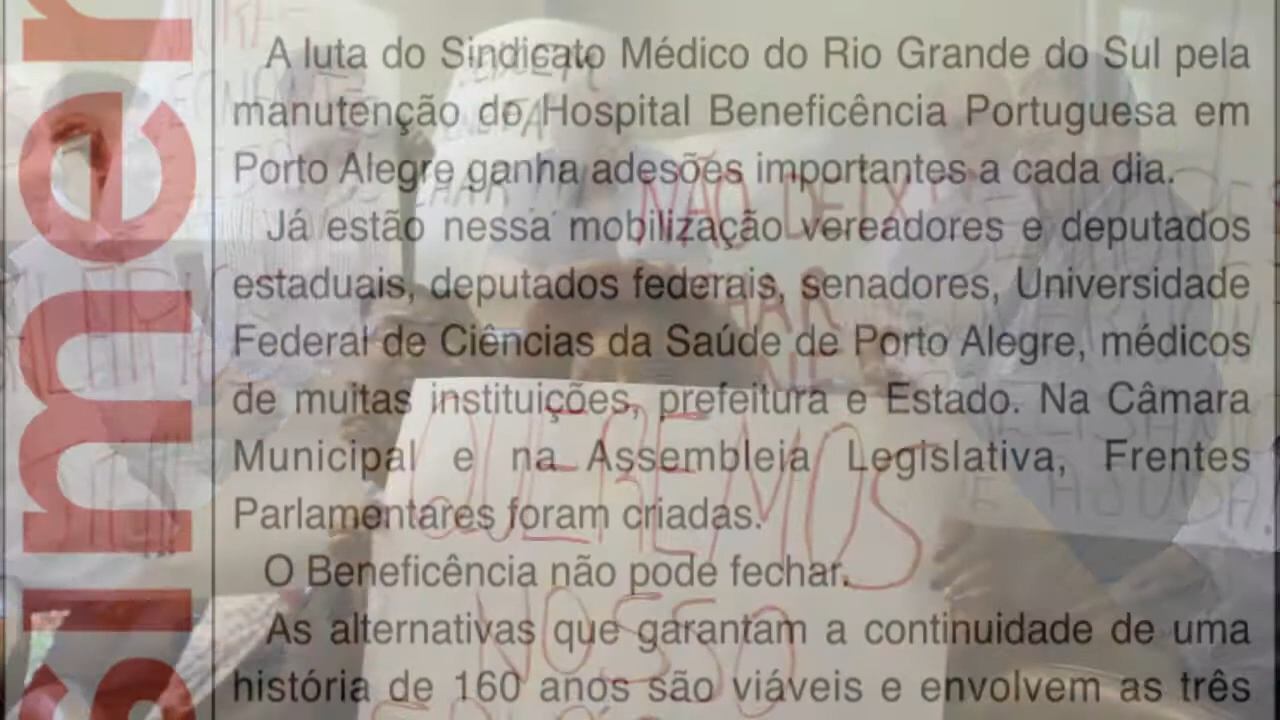 simer
A luta do Sindicato Médico do Rio Grande do Sul pela
manutenção do Hospital Beneficência Portuguesa em
Porto Alegre ganha adesões importantes a cada dia.
Já estão nessa mobilização vereadores e deputados
estaduais, deputados federais, senadores, Universidade
Federal de Ciências da Saúde de Porto Alegre, médicos
de muitas instituições, prefeitura e Estado. Na Câmara
Municipal e na Assembleia Legislativa, Frentes
Parlamentares foram criadas.
O Beneficência não pode fechar.
As alternativas que garantam a continuidade de uma
história de 160 anos são viáveis e envolvem as três
NÃO DEIX
QUEREMOS
NOSSO